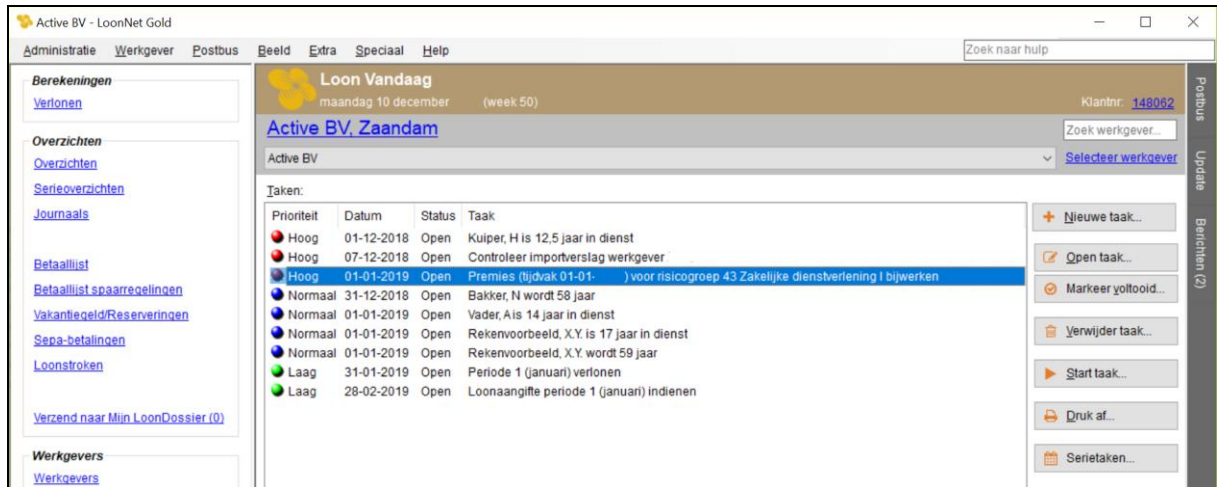 Active BV - LoonNet Gold
Administratie Werkgever Postbus Beeld Extra Speciaal Help
Zoek naar hulp
Berekeningen
Verlonen
Overzichten
Overzichten
Serieoverzichten
Journaals
Betaallijst
Betaallijst spaarregelingen
Vakantiegeld/Reserveringen
Sepa-betalingen
Loonstroken
Verzend naar Mijn LoonDossier (0)
Werkgevers
Werkgevers
Loon Vandaag
maandag 10 december (week 50)
Klantnr: 148062
Active BV, Zaandam
Zoek werkgever...
Active BV
Selecteer werkgever
Taken:
Prioriteit Datum Status Taak
Hoog 01-12-2018 Open Kuiper, H is 12,5 jaar in dienst
Hoog 07-12-2018 Open Controleer importverslag werkgever
Hoog 01-01-2019 Open Premies (tijdvak 01-01- ) voor risicogroep 43 Zakelijke dienstverlening I bijwerken
Normaal 31-12-2018 Open Bakker, N wordt 58 jaar
Normaal 01-01-2019 Open Vader, A is 14 jaar in dienst
Normaal 01-01-2019 Open Rekenvoorbeeld, X.Y. is 17 jaar in dienst
Normaal 01-01-2019 Open Rekenvoorbeeld, X.Y. wordt 59 jaar
Laag 31-01-2019 Open Periode 1 (januari) verlonen
Laag 28-02-2019 Open Loonaangifte periode 1 (januari) indienen
Nieuwe taak...
Open taak...
Markeer voltooid...
Verwijder taak...
Start taak...
Druk af...
Serietaken...
Postbus
Update
Berichten (2)